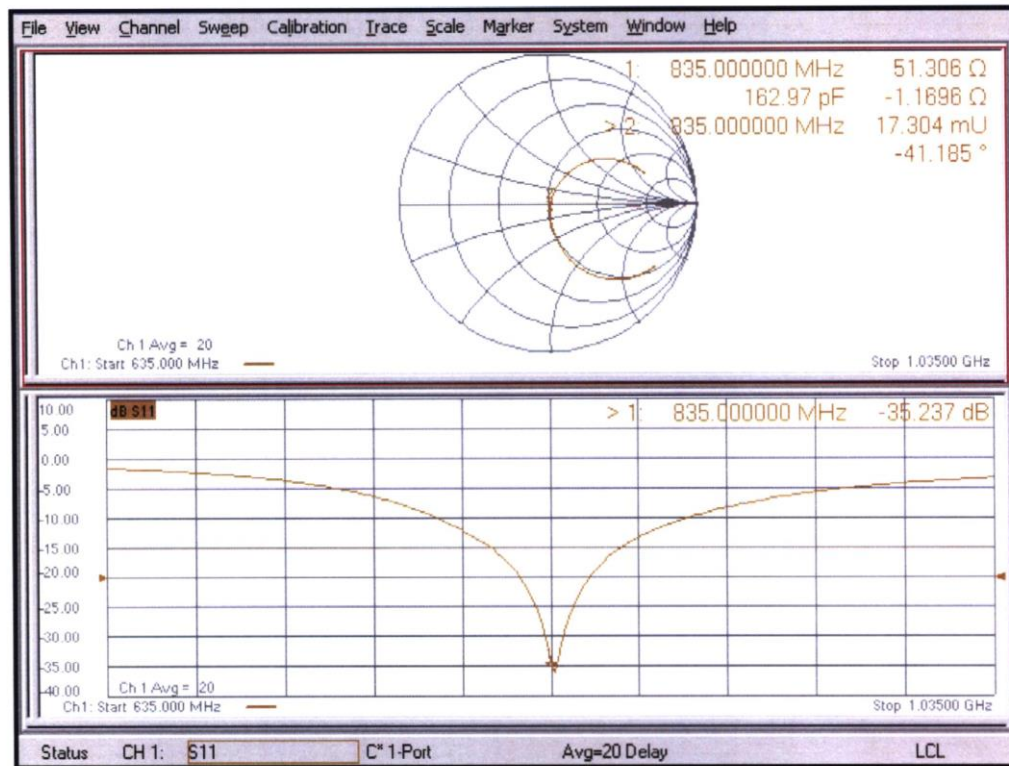 File View Channel Sweep Calibration Trace Scale Marker System Window Help
1: 835.000000 MHz 51.306 Ω
162.97 pF -1.1696 Ω
> 2: 835.000000 MHz 17.304 mU
-41.185 °
Ch 1 Avg = 20
Ch1: Start 635.000 MHz Stop 1.03500 GHz
10.00 dB S11 > 1: 835.000000 MHz -35.237 dB
5.00
0.00
-5.00
-10.00
-15.00
-20.00
-25.00
-30.00
-35.00
-40.00 Ch 1 Avg = 20
Ch1: Start 635.000 MHz Stop 1.03500 GHz
Status CH 1: S11 C* 1-Port Avg=20 Delay LCL